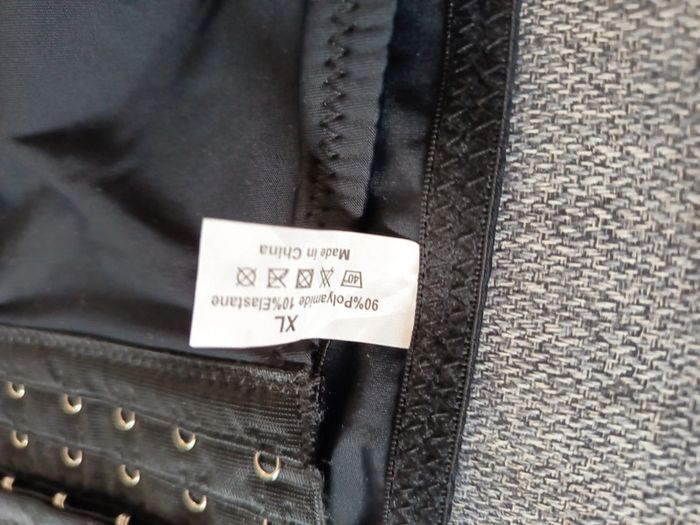 XL
90%Polyamide 10%Elastane
40°
Made in China